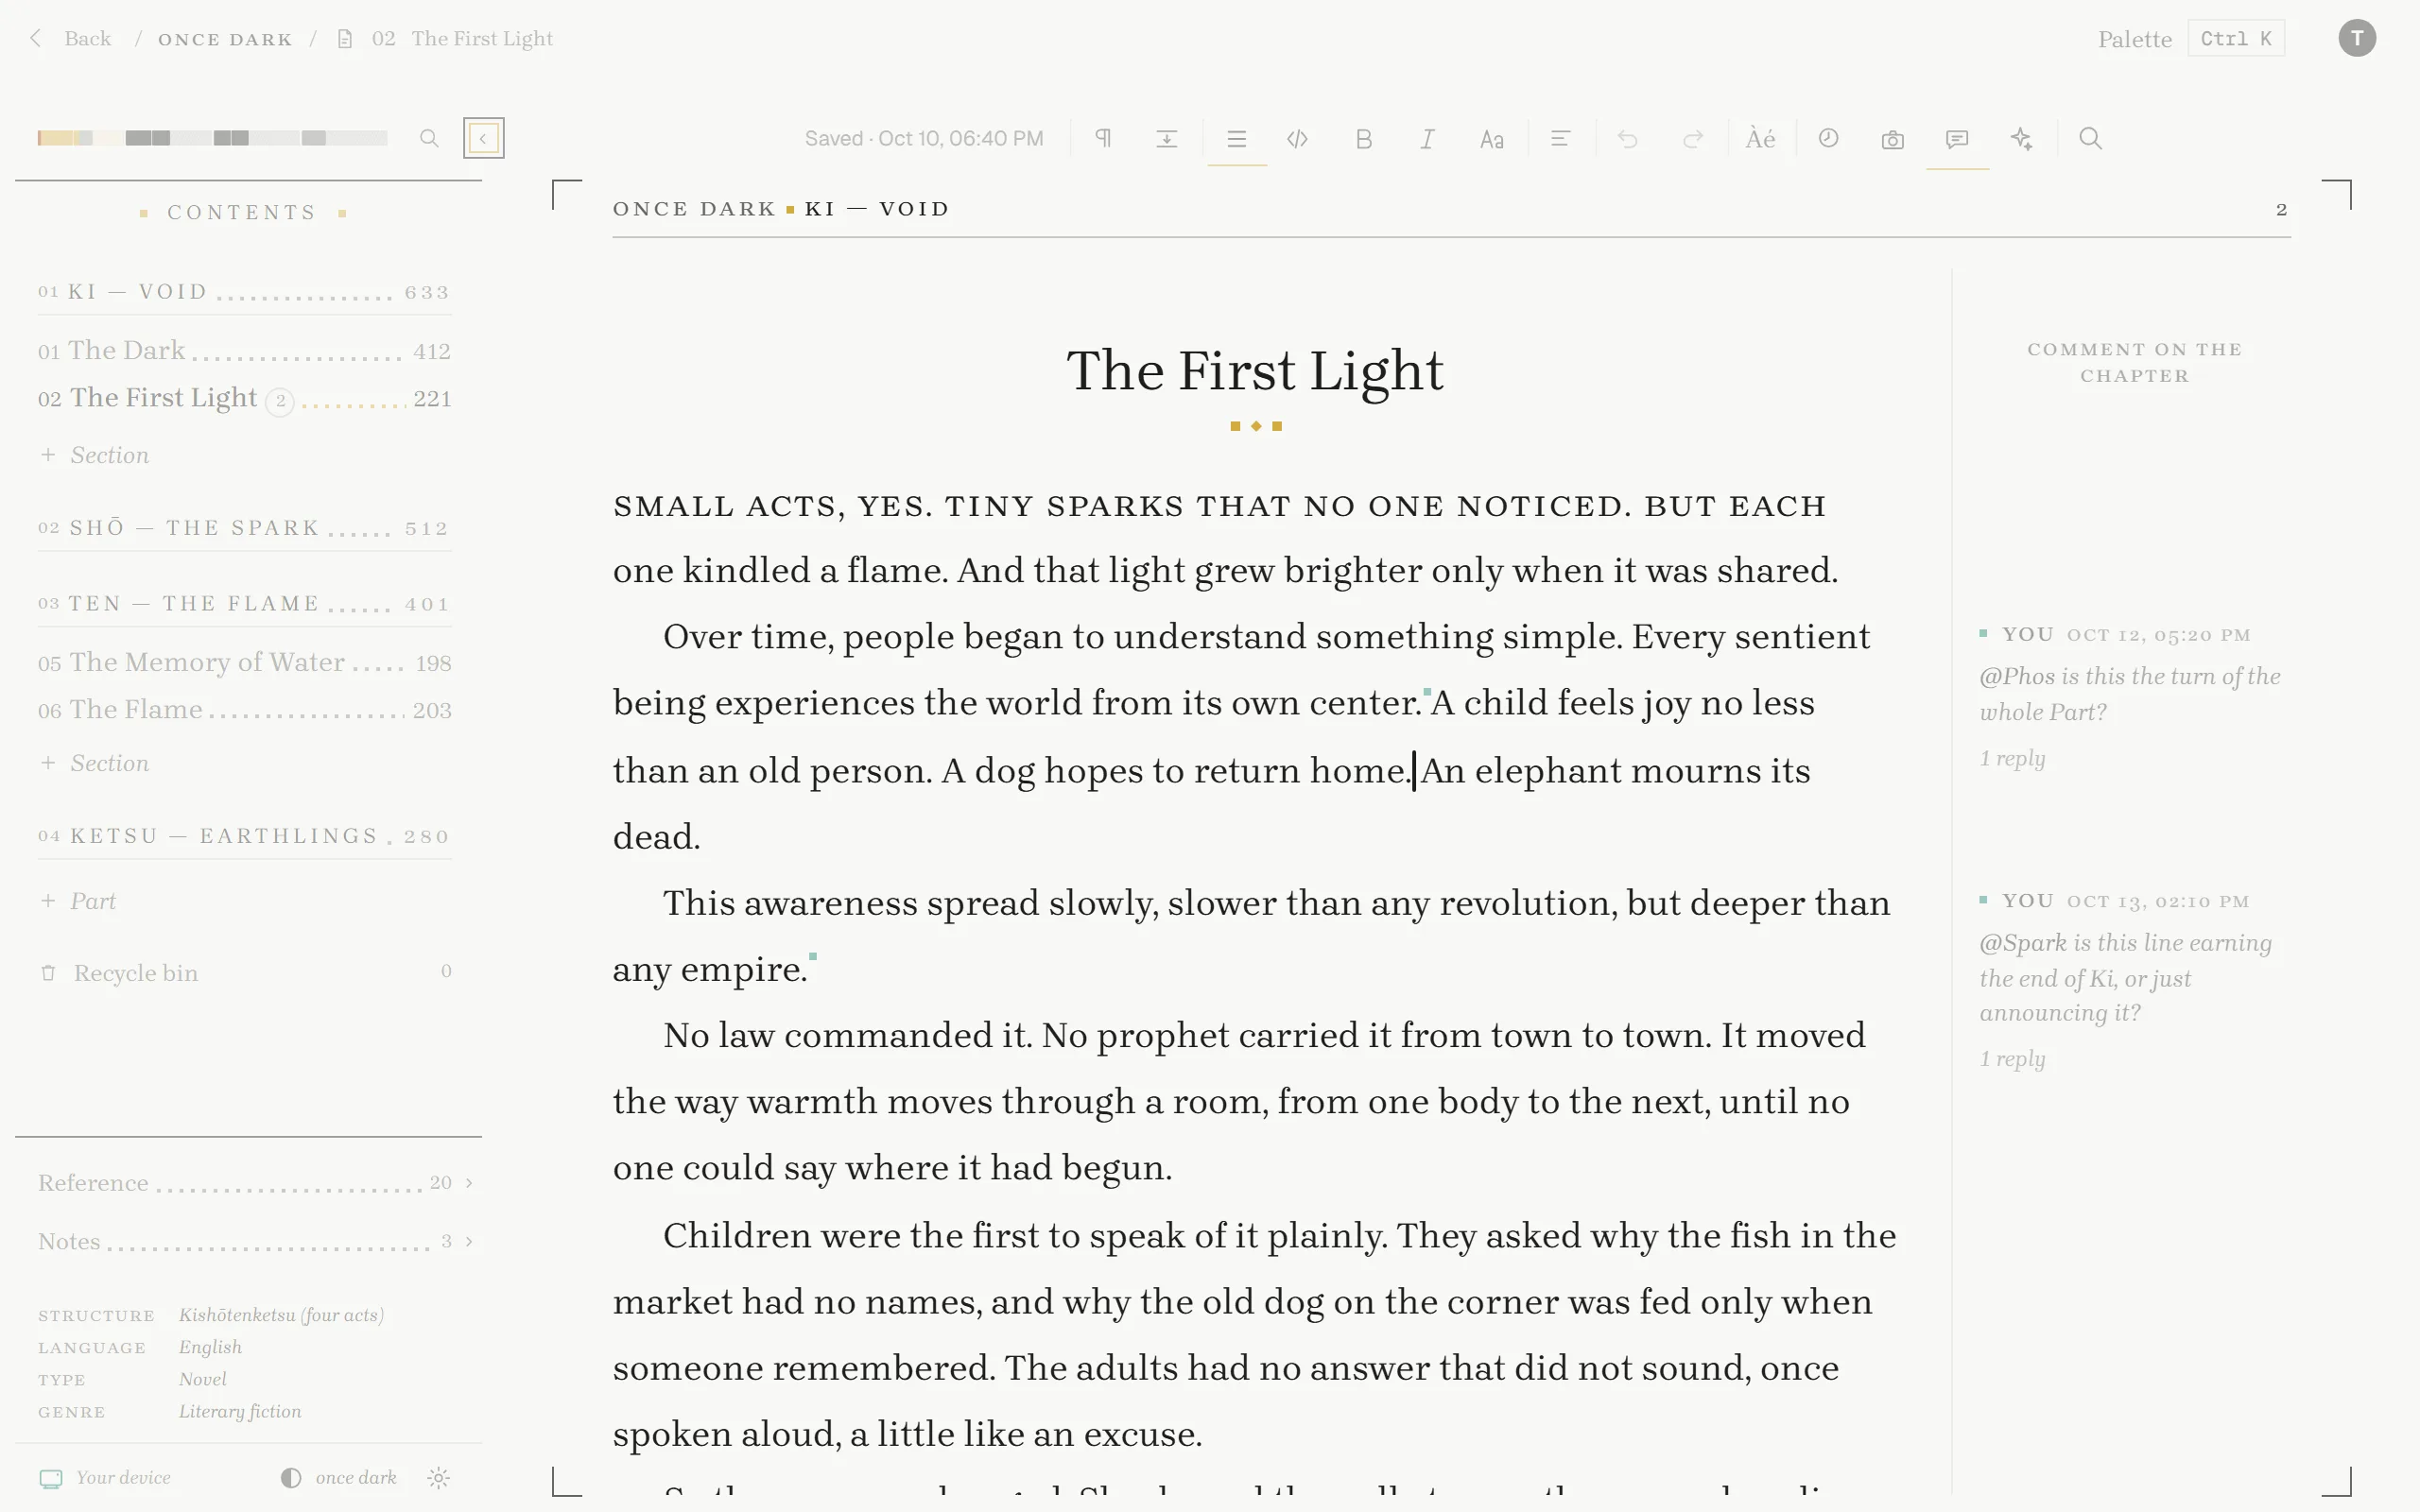 Back / ONCE DARK / 02 The First Light
Palette Ctrl K T
Saved · Oct 10, 06:40 PM
Aa
Àé
CONTENTS
01 KI — VOID 633
01 The Dark 412
02 The First Light 2 221
+ Section
02 SHŌ — THE SPARK 512
03 TEN — THE FLAME 401
05 The Memory of Water 198
06 The Flame 203
+ Section
04 KETSU — EARTHLINGS 280
+ Part
Recycle bin 0
Reference 20
Notes 3
STRUCTURE Kishōtenketsu (four acts)
LANGUAGE English
TYPE Novel
GENRE Literary fiction
Your device once dark
ONCE DARK KI — VOID 2
The First Light
SMALL ACTS, YES. TINY SPARKS THAT NO ONE NOTICED. BUT EACH
one kindled a flame. And that light grew brighter only when it was shared.
Over time, people began to understand something simple. Every sentient
being experiences the world from its own center. A child feels joy no less
than an old person. A dog hopes to return home. An elephant mourns its
dead.
This awareness spread slowly, slower than any revolution, but deeper than
any empire.
No law commanded it. No prophet carried it from town to town. It moved
the way warmth moves through a room, from one body to the next, until no
one could say where it had begun.
Children were the first to speak of it plainly. They asked why the fish in the
market had no names, and why the old dog on the corner was fed only when
someone remembered. The adults had no answer that did not sound, once
spoken aloud, a little like an excuse.
COMMENT ON THE
CHAPTER
YOU OCT 12, 05:20 PM
@Phos is this the turn of the
whole Part?
1 reply
YOU OCT 13, 02:10 PM
@Spark is this line earning
the end of Ki, or just
announcing it?
1 reply